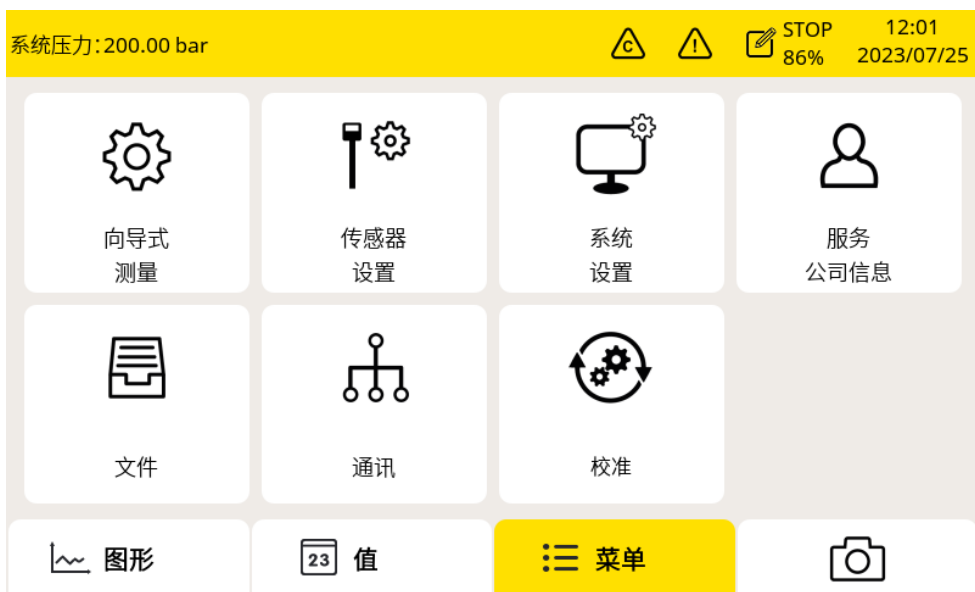 系统压力:200.00 bar
C
!
STOP
86%
12:01
2023/07/25
向导式
测量
传感器
设置
系统
设置
服务
公司信息
文件
通讯
校准
图形
23
值
菜单